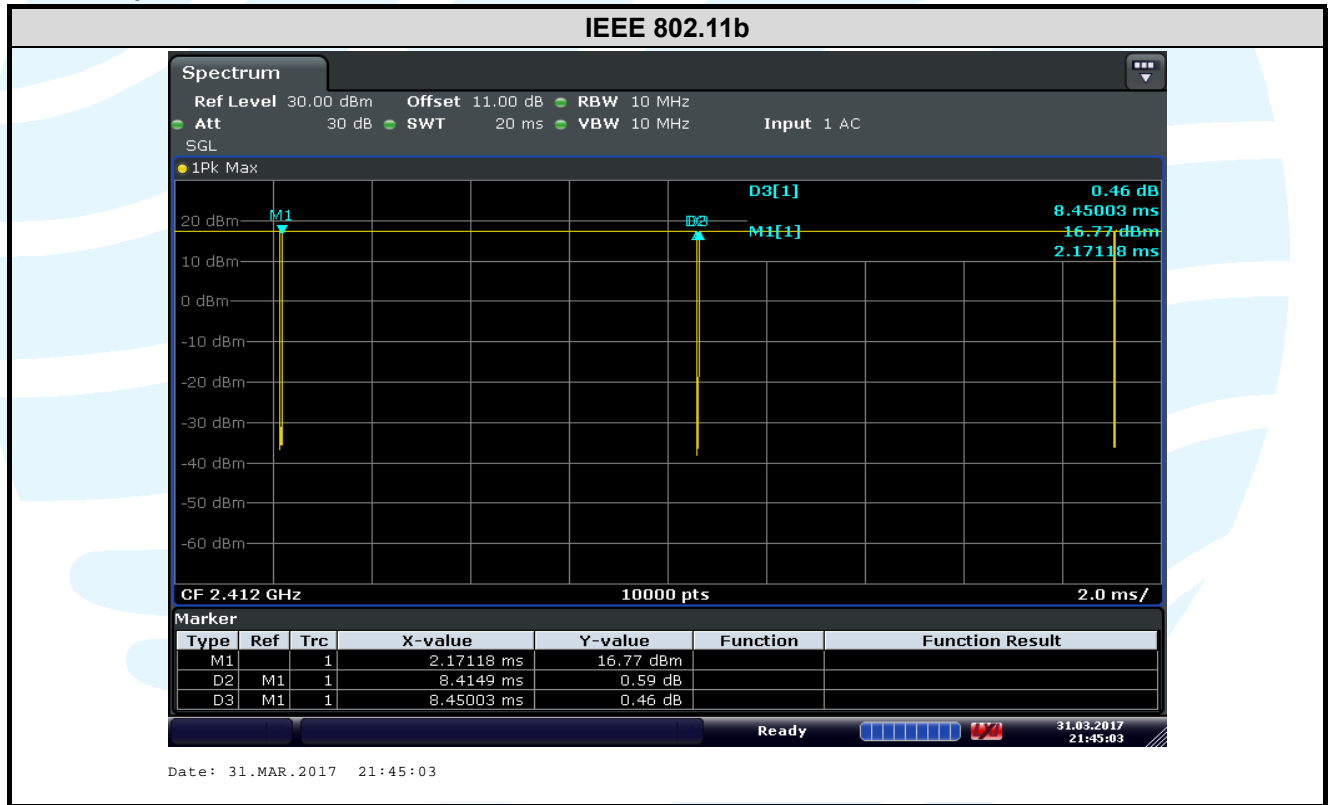 IEEE 802.11b
Spectrum
Ref Level 30.00 dBm Offset 11.00 dB RBW 10 MHz
Att 30 dB SWT 20 ms VBW 10 MHz Input 1 AC
SGL
1Pk Max
D3[1] 0.46 dB
8.45003 ms
M1[1] 16.77 dBm
2.17118 ms
M1
20 dBm
10 dBm
0 dBm
-10 dBm
-20 dBm
-30 dBm
-40 dBm
-50 dBm
-60 dBm
CF 2.412 GHz 10000 pts 2.0 ms/
Marker
Type Ref Trc X-value Y-value Function Function Result
M1 1 2.17118 ms 16.77 dBm
D2 M1 1 8.4149 ms 0.59 dB
D3 M1 1 8.45003 ms 0.46 dB
Ready 31.03.2017
21:45:03
Date: 31.MAR.2017 21:45:03